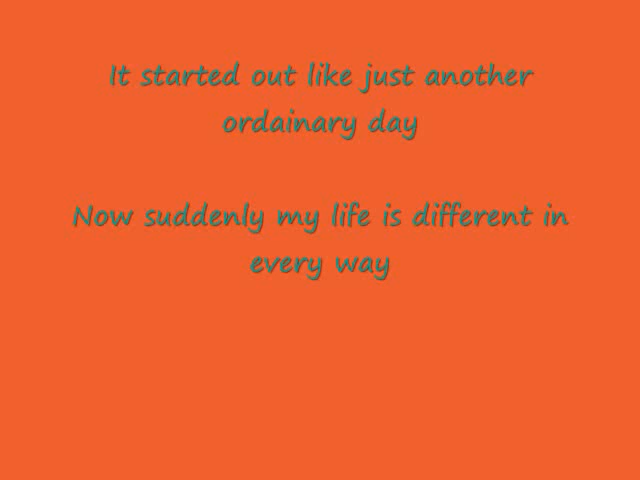 It started out like just another
ordainary day
Now suddenly my life is different in
every way